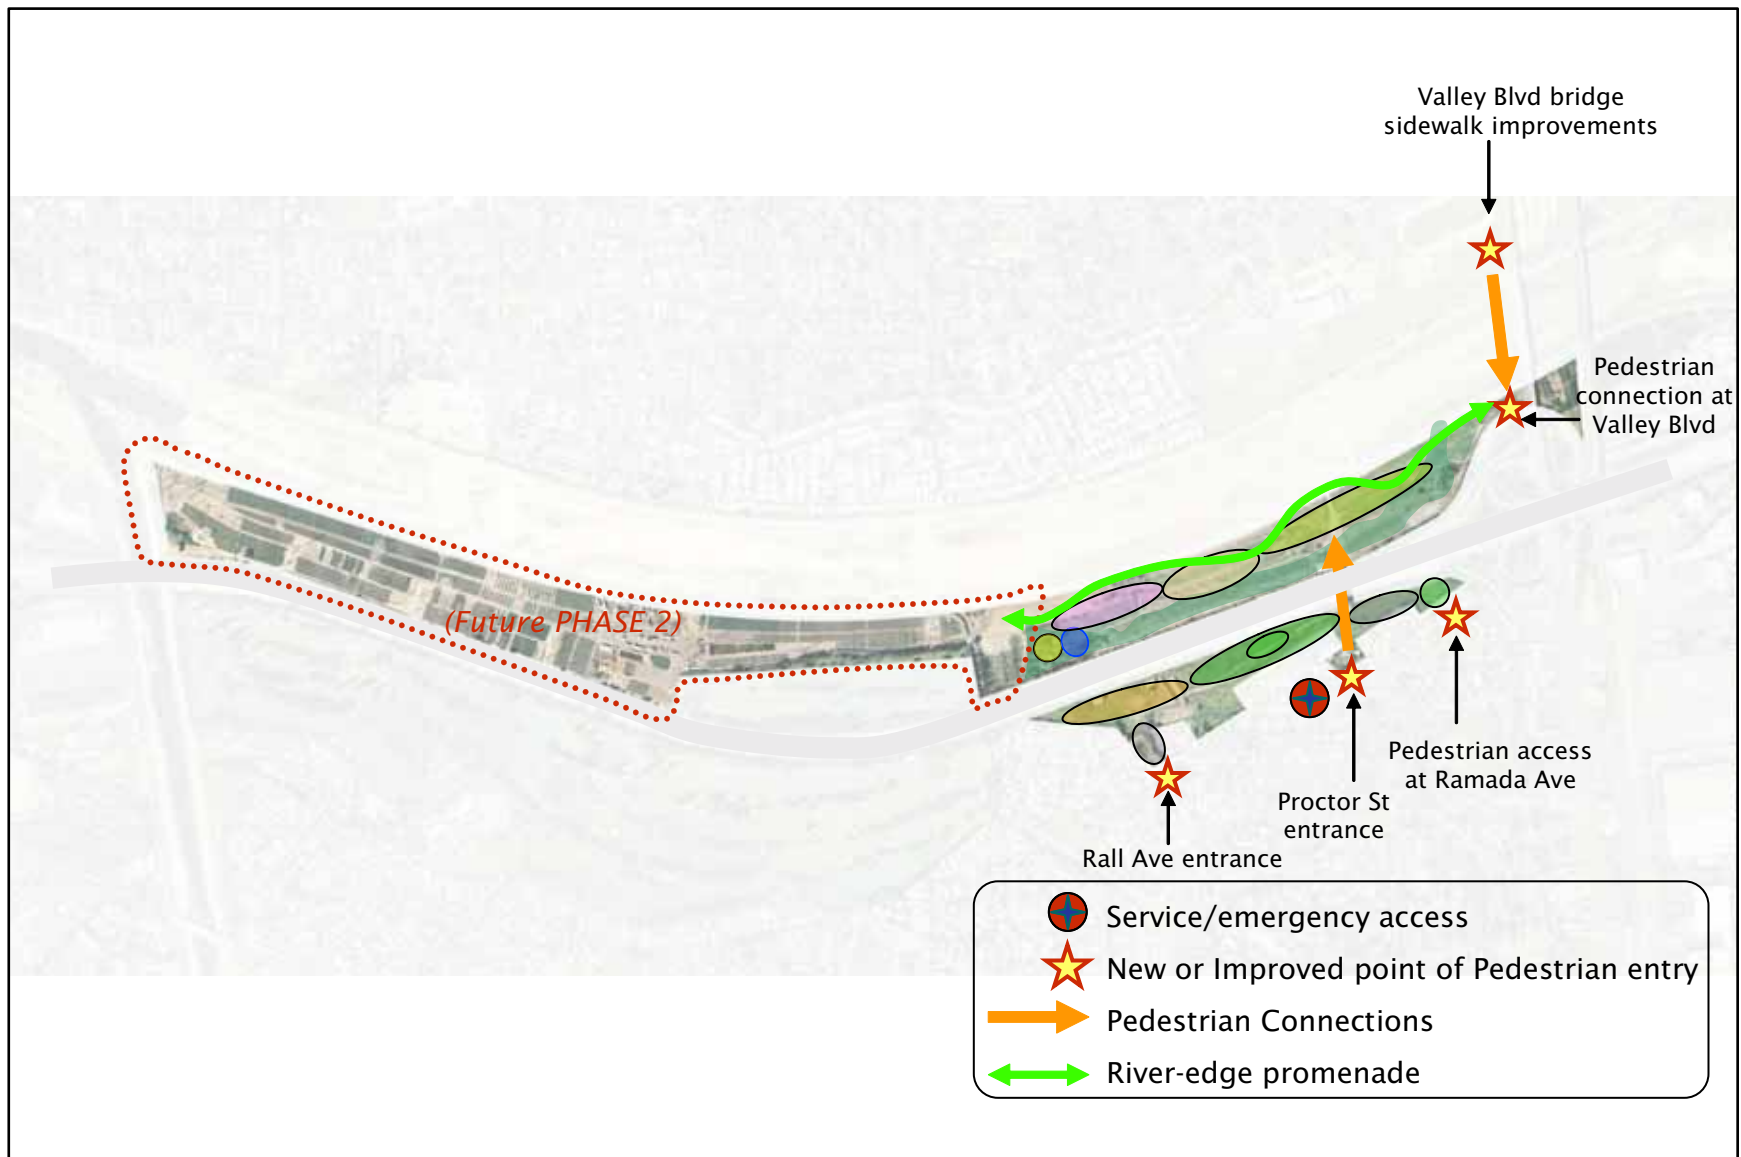 Valley Blvd bridge
sidewalk improvements
Pedestrian
connection at
Valley Blvd
(Future PHASE 2)
Pedestrian access
at Ramada Ave
Proctor St
entrance
Rall Ave entrance
Service/emergency access
New or Improved point of Pedestrian entry
Pedestrian Connections
River-edge promenade